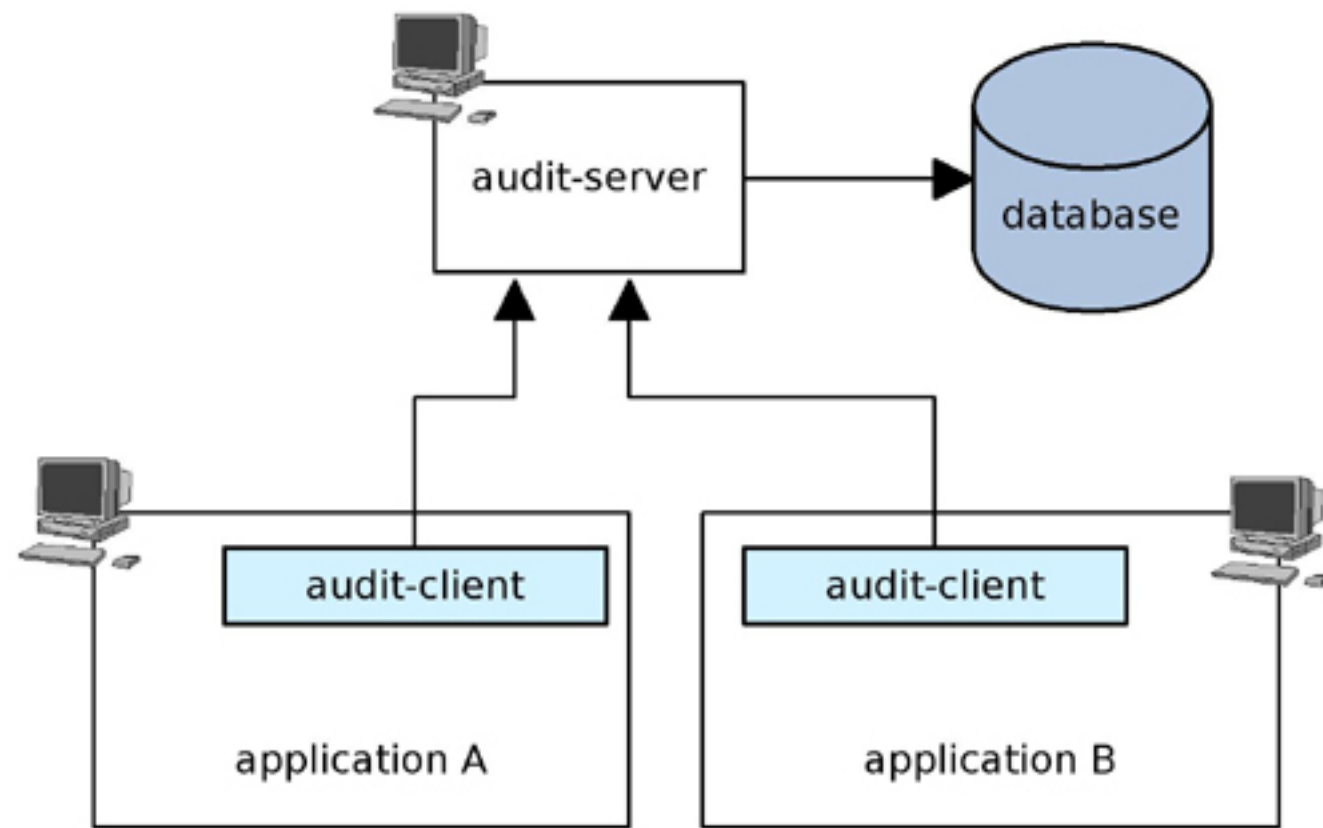 audit-server
database
audit-client
audit-client
application A
application B